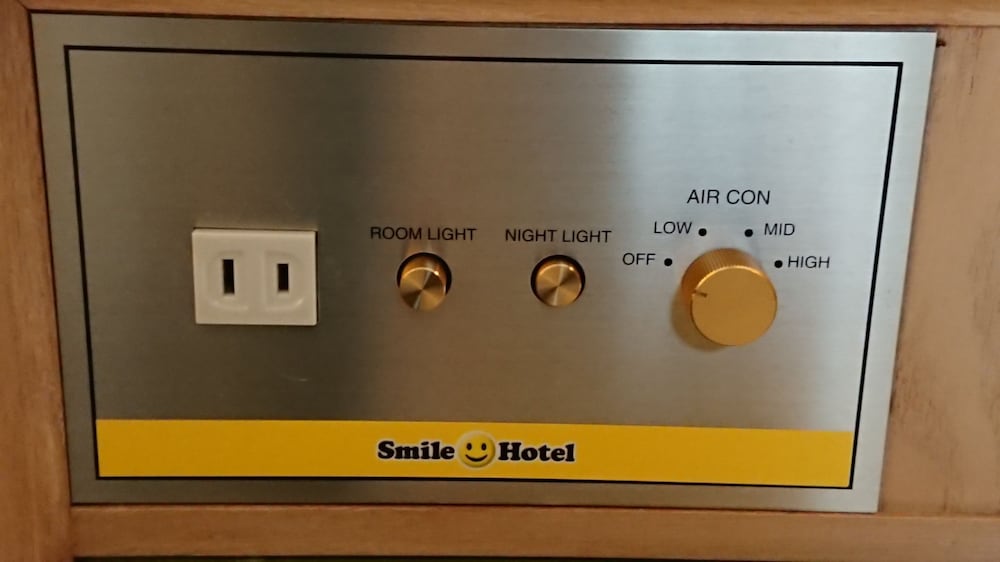 AIR CON
LOW
MID
ROOM LIGHT
NIGHT LIGHT
OFF
HIGH
Smile Hotel